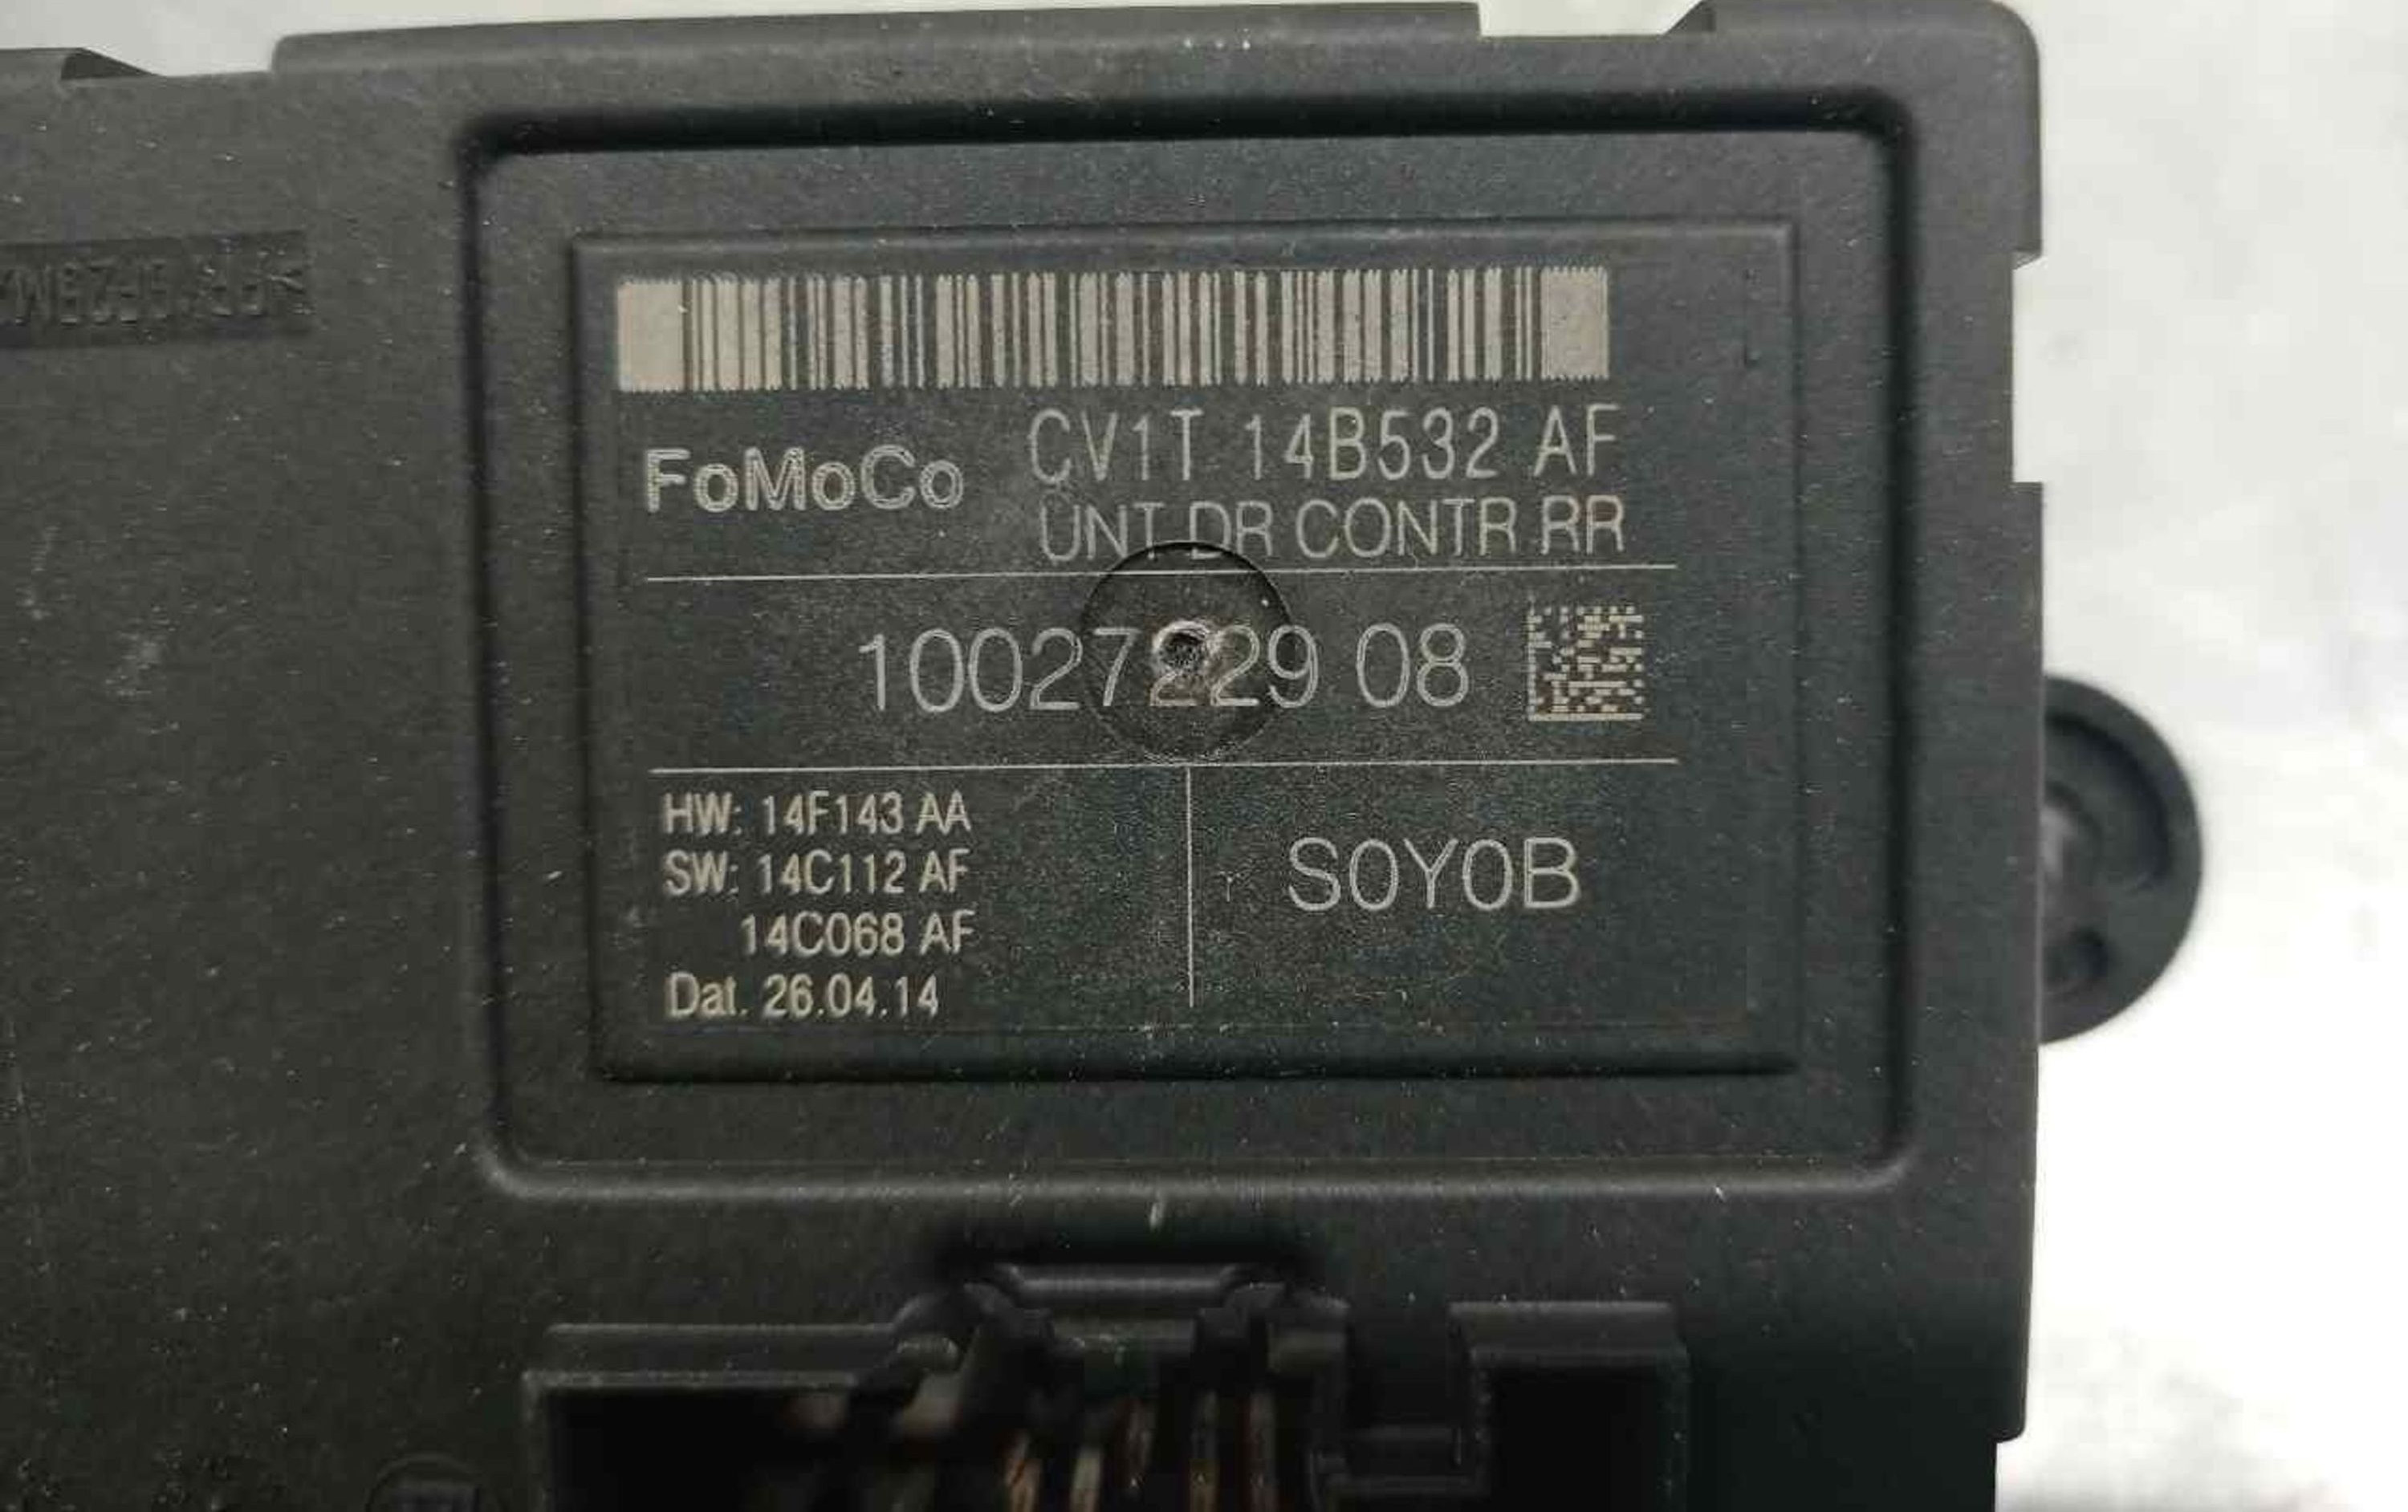 CV1T 14B532 AF
FoMoCo
UNT DR CONTR RR
10027229 08
HW: 14F143 AA
SW: 14C112 AF
14C068 AF
Dat. 26.04.14
S0Y0B